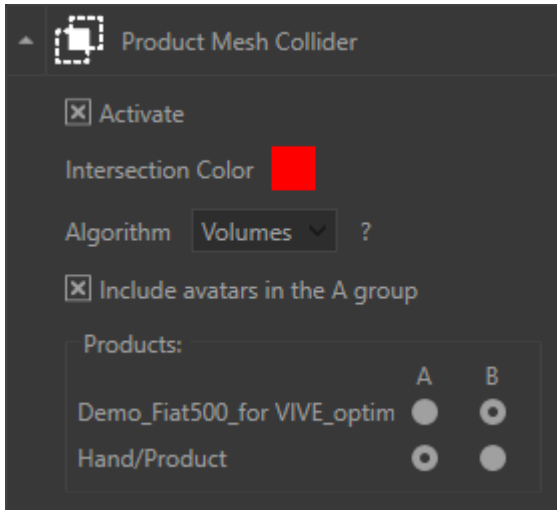 Product Mesh Collider
Activate
Intersection Color
Algorithm Volumes ?
Include avatars in the A group
Products:
A B
Demo_Fiat500_for VIVE_optim
Hand/Product